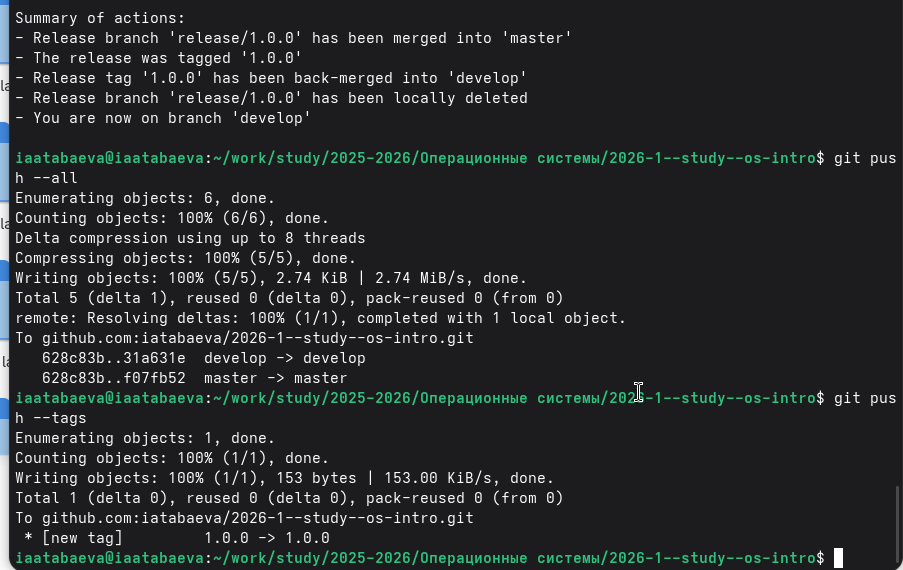 Summary of actions:
- Release branch 'release/1.0.0' has been merged into 'master'
- The release was tagged '1.0.0'
- Release tag '1.0.0' has been back-merged into 'develop'
- Release branch 'release/1.0.0' has been locally deleted
- You are now on branch 'develop'
iaatabaeva@iaatabaeva:~/work/study/2025-2026/Операционные системы/2026-1--study--os-intro$ git pus
h --all
Enumerating objects: 6, done.
Counting objects: 100% (6/6), done.
Delta compression using up to 8 threads
Compressing objects: 100% (5/5), done.
Writing objects: 100% (5/5), 2.74 KiB | 2.74 MiB/s, done.
Total 5 (delta 1), reused 0 (delta 0), pack-reused 0 (from 0)
remote: Resolving deltas: 100% (1/1), completed with 1 local object.
To github.com:iatabaeva/2026-1--study--os-intro.git
   628c83b..31a631e  develop -> develop
   628c83b..f07fb52  master -> master
iaatabaeva@iaatabaeva:~/work/study/2025-2026/Операционные системы/2026-1--study--os-intro$ git pus
h --tags
Enumerating objects: 1, done.
Counting objects: 100% (1/1), done.
Writing objects: 100% (1/1), 153 bytes | 153.00 KiB/s, done.
Total 1 (delta 0), reused 0 (delta 0), pack-reused 0 (from 0)
To github.com:iatabaeva/2026-1--study--os-intro.git
 * [new tag]         1.0.0 -> 1.0.0
iaatabaeva@iaatabaeva:~/work/study/2025-2026/Операционные системы/2026-1--study--os-intro$